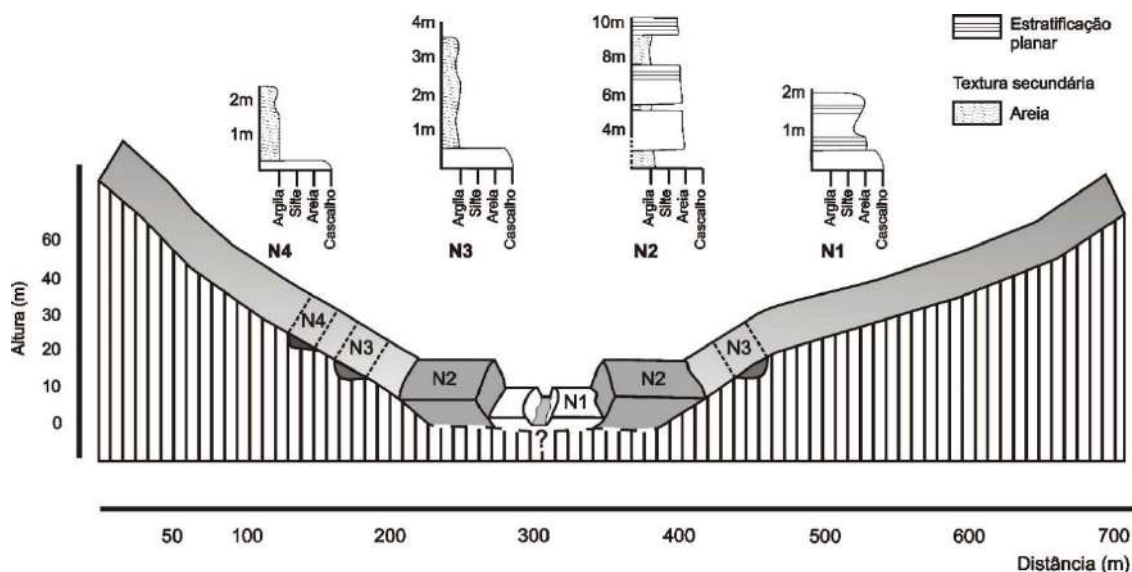 4m
3m
2m
1m
Argila
Silte
Areia
Cascalho
N3
10m
8m
6m
4m
Argila
Silte
Areia
Cascalho
N2
Estratificação
planar
Textura secundária
Areia
2m
1m
Argila
Silte
Areia
Cascalho
N4
2m
1m
Argila
Silte
Areia
Cascalho
N1
Altura (m)
60
40
30
20
10
0
N4
N3
N2
N1
N2
N3
?
50 100 200 300 400 500 600 700
Distância (m)